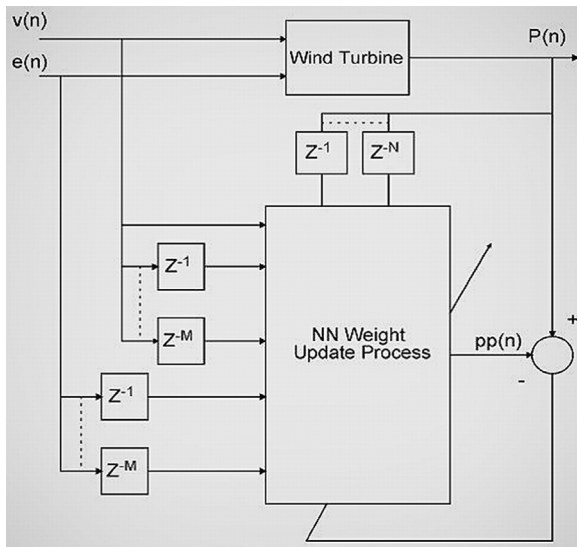 v(n)
P(n)
e(n)
Wind Turbine
Z-1
Z-N
Z-1
Z-M
NN Weight
Update Process
pp(n)
+
-
Z-1
Z-M